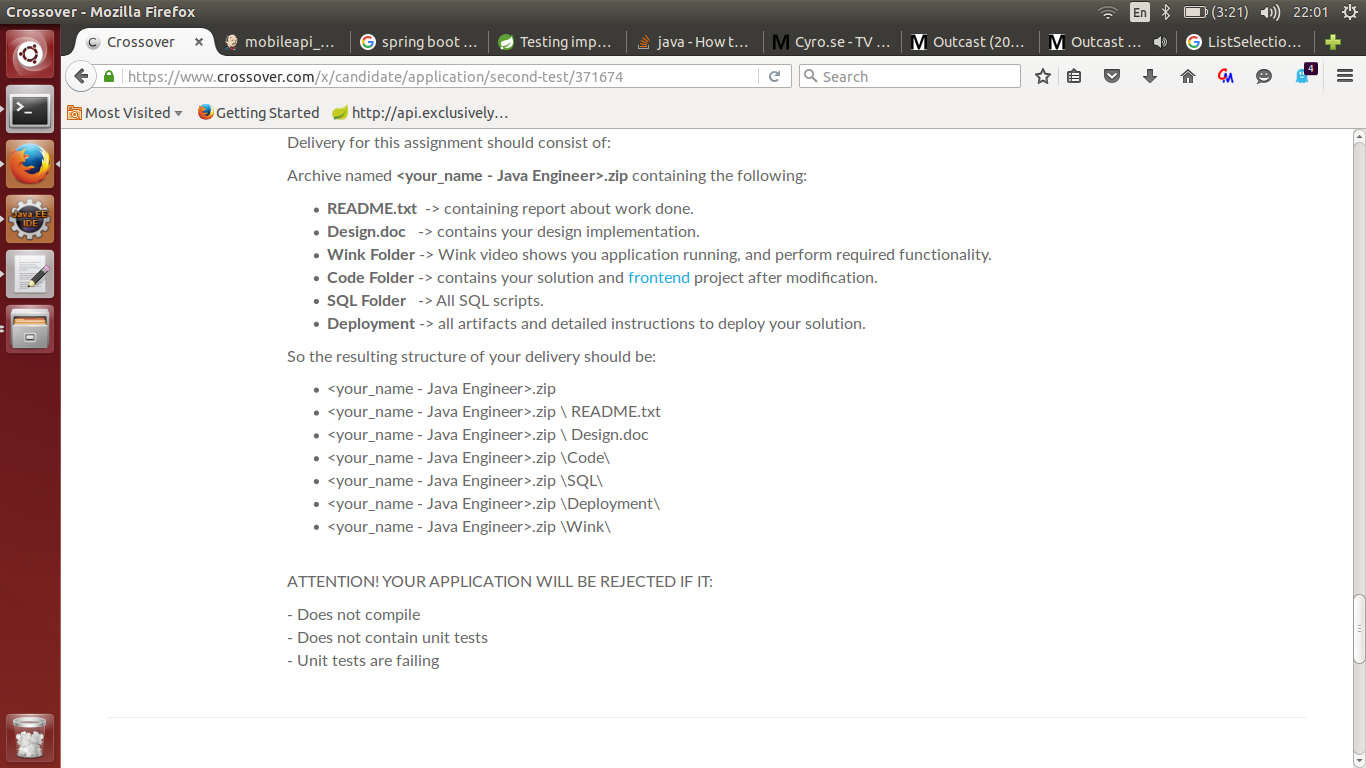 Crossover - Mozilla Firefox
En
(3:21)
22:01
Crossover
mobileapi_...
spring boot ...
Testing imp...
java - How t...
Cyro.se - TV ...
Outcast (20...
Outcast ...
ListSelectio...
https://www.crossover.com/x/candidate/application/second-test/371674
Search
4
Most Visited
Getting Started
http://api.exclusively...
Java EE
IDE
Delivery for this assignment should consist of:
Archive named <your_name - Java Engineer>.zip containing the following:
• README.txt -> containing report about work done.
• Design.doc -> contains your design implementation.
• Wink Folder -> Wink video shows you application running, and perform required functionality.
• Code Folder -> contains your solution and frontend project after modification.
• SQL Folder -> All SQL scripts.
• Deployment -> all artifacts and detailed instructions to deploy your solution.
So the resulting structure of your delivery should be:
• <your_name - Java Engineer>.zip
• <your_name - Java Engineer>.zip \ README.txt
• <your_name - Java Engineer>.zip \ Design.doc
• <your_name - Java Engineer>.zip \Code\
• <your_name - Java Engineer>.zip \SQL\
• <your_name - Java Engineer>.zip \Deployment\
• <your_name - Java Engineer>.zip \Wink\
ATTENTION! YOUR APPLICATION WILL BE REJECTED IF IT:
- Does not compile
- Does not contain unit tests
- Unit tests are failing